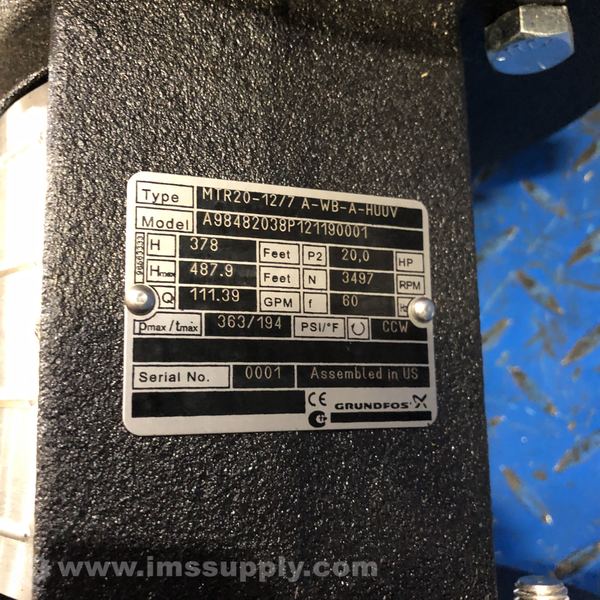 Type MTR20-12/7 A-WB-A-HUUV
Model A98482038P121190001
H 378 Feet P2 20,0 HP
Hmax 487.9 Feet N 3497 RPM
Q 111.39 GPM f 60 Hz
pmax/tmax 363/194 PSI/°F CCW
Serial No. 0001 Assembled in US
CE GRUNDFOS
www.imssupply.com